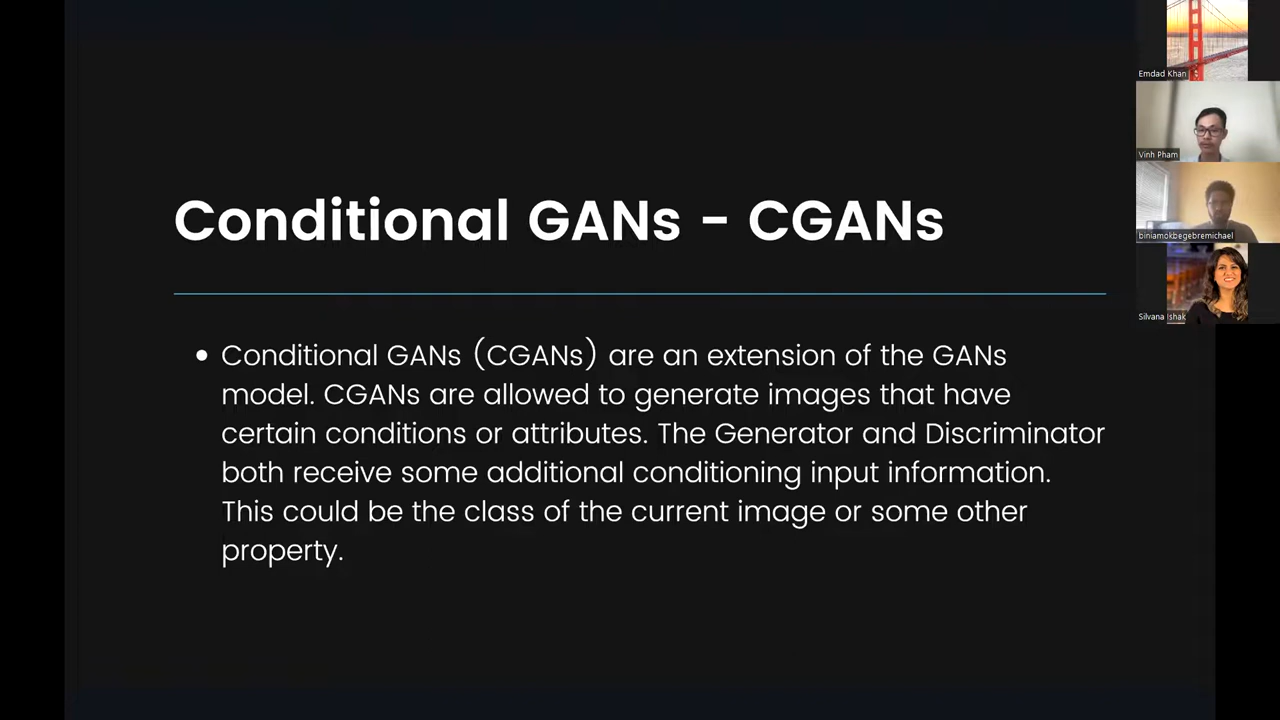 Conditional GANs - CGANs
• Conditional GANs (CGANs) are an extension of the GANs
model. CGANs are allowed to generate images that have
certain conditions or attributes. The Generator and Discriminator
both receive some additional conditioning input information.
This could be the class of the current image or some other
property.
Emdad Khan
Vinh Pham
biniamokbegebremichael
Silvana Ishak